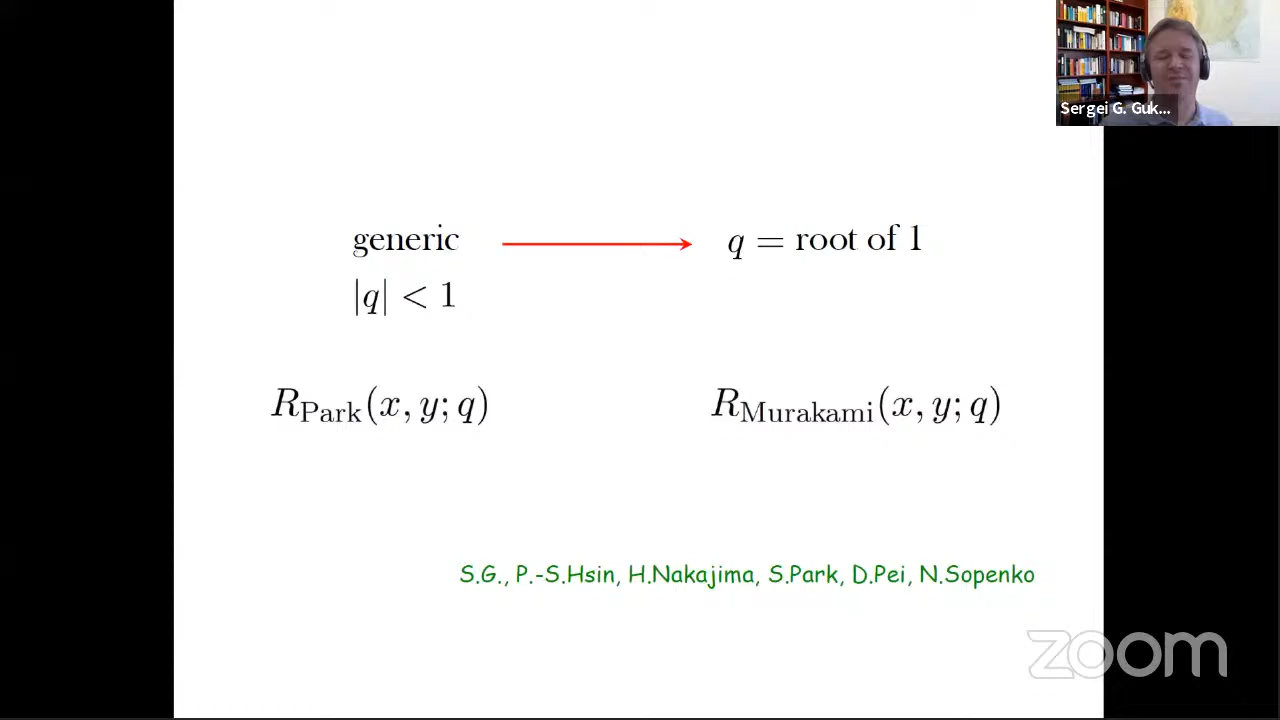 Sergei G. Guk...
generic
q = root of 1
|q| < 1
R_Park(x, y; q)
R_Murakami(x, y; q)
S.G., P.-S.Hsin, H.Nakajima, S.Park, D.Pei, N.Sopenko
zoom